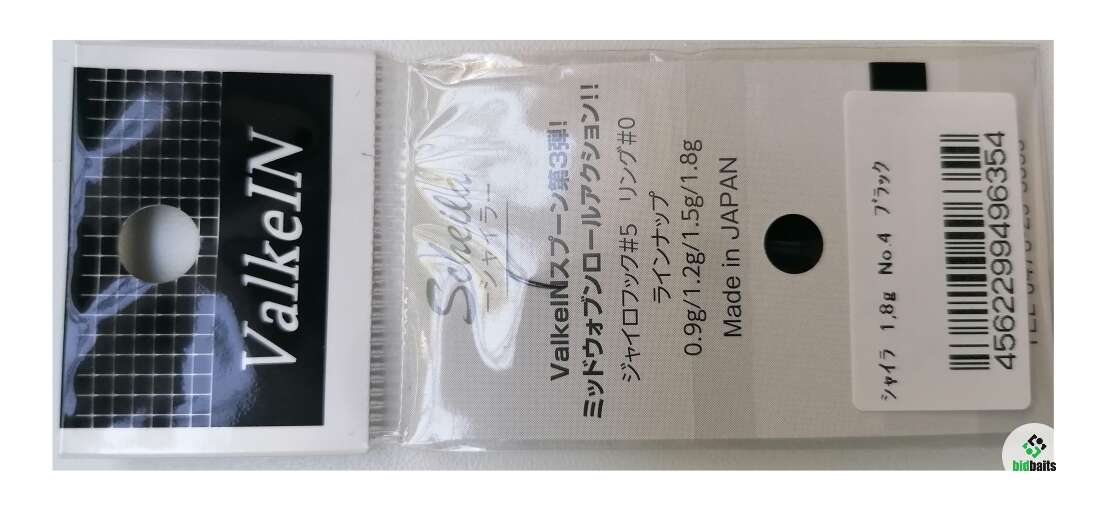 ValkeIN
Scheila
ーシャイラー
ValkeINスプーン第3弾!
ミッドウォブンロールアクション!!
ジャイロフック#5 リング#0
ラインナップ
0.9g/1.2g/1.5g/1.8g
Made in JAPAN
シャイラ 1,8g No.4 ブラック
4562299496354
bidbaits